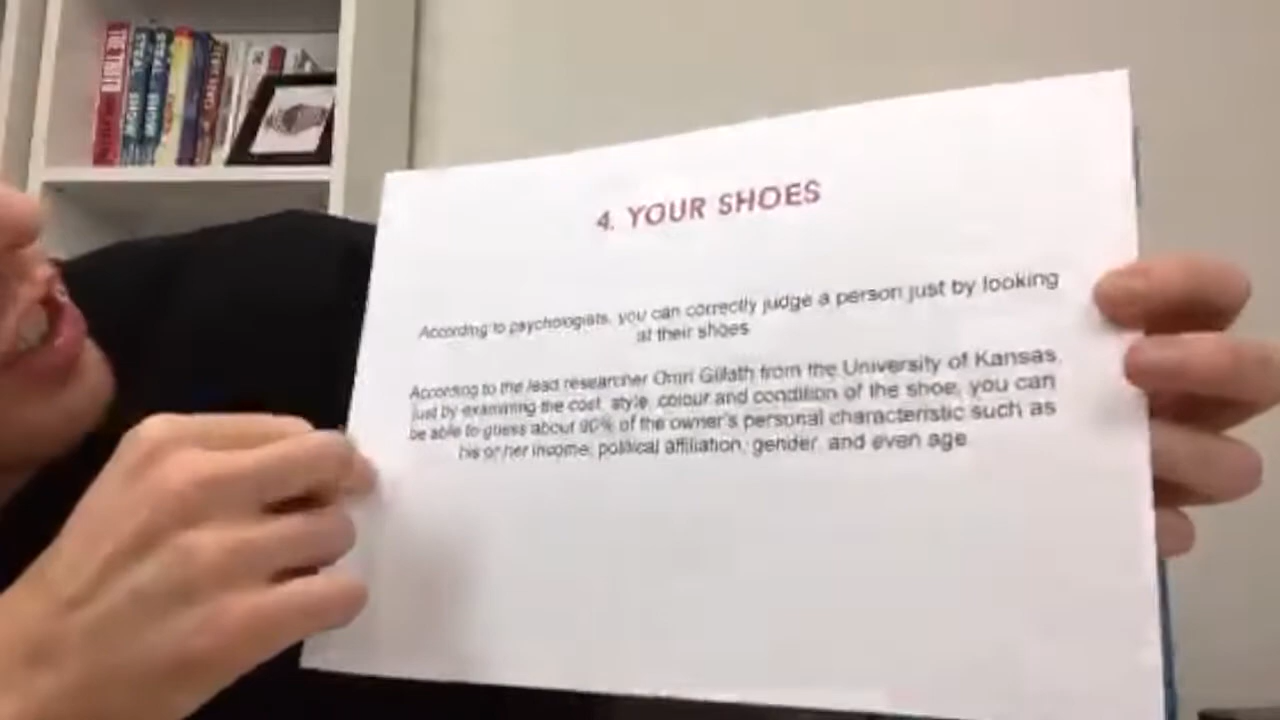 4. YOUR SHOES
According to psychologists, you can correctly judge a person just by looking
at their shoes
According to the lead researcher Omri Gillath from the University of Kansas,
just by examining the cost, style, colour and condition of the shoe, you can
be able to guess about 90% of the owner's personal characteristic such as
his or her income, political affiliation, gender, and even age